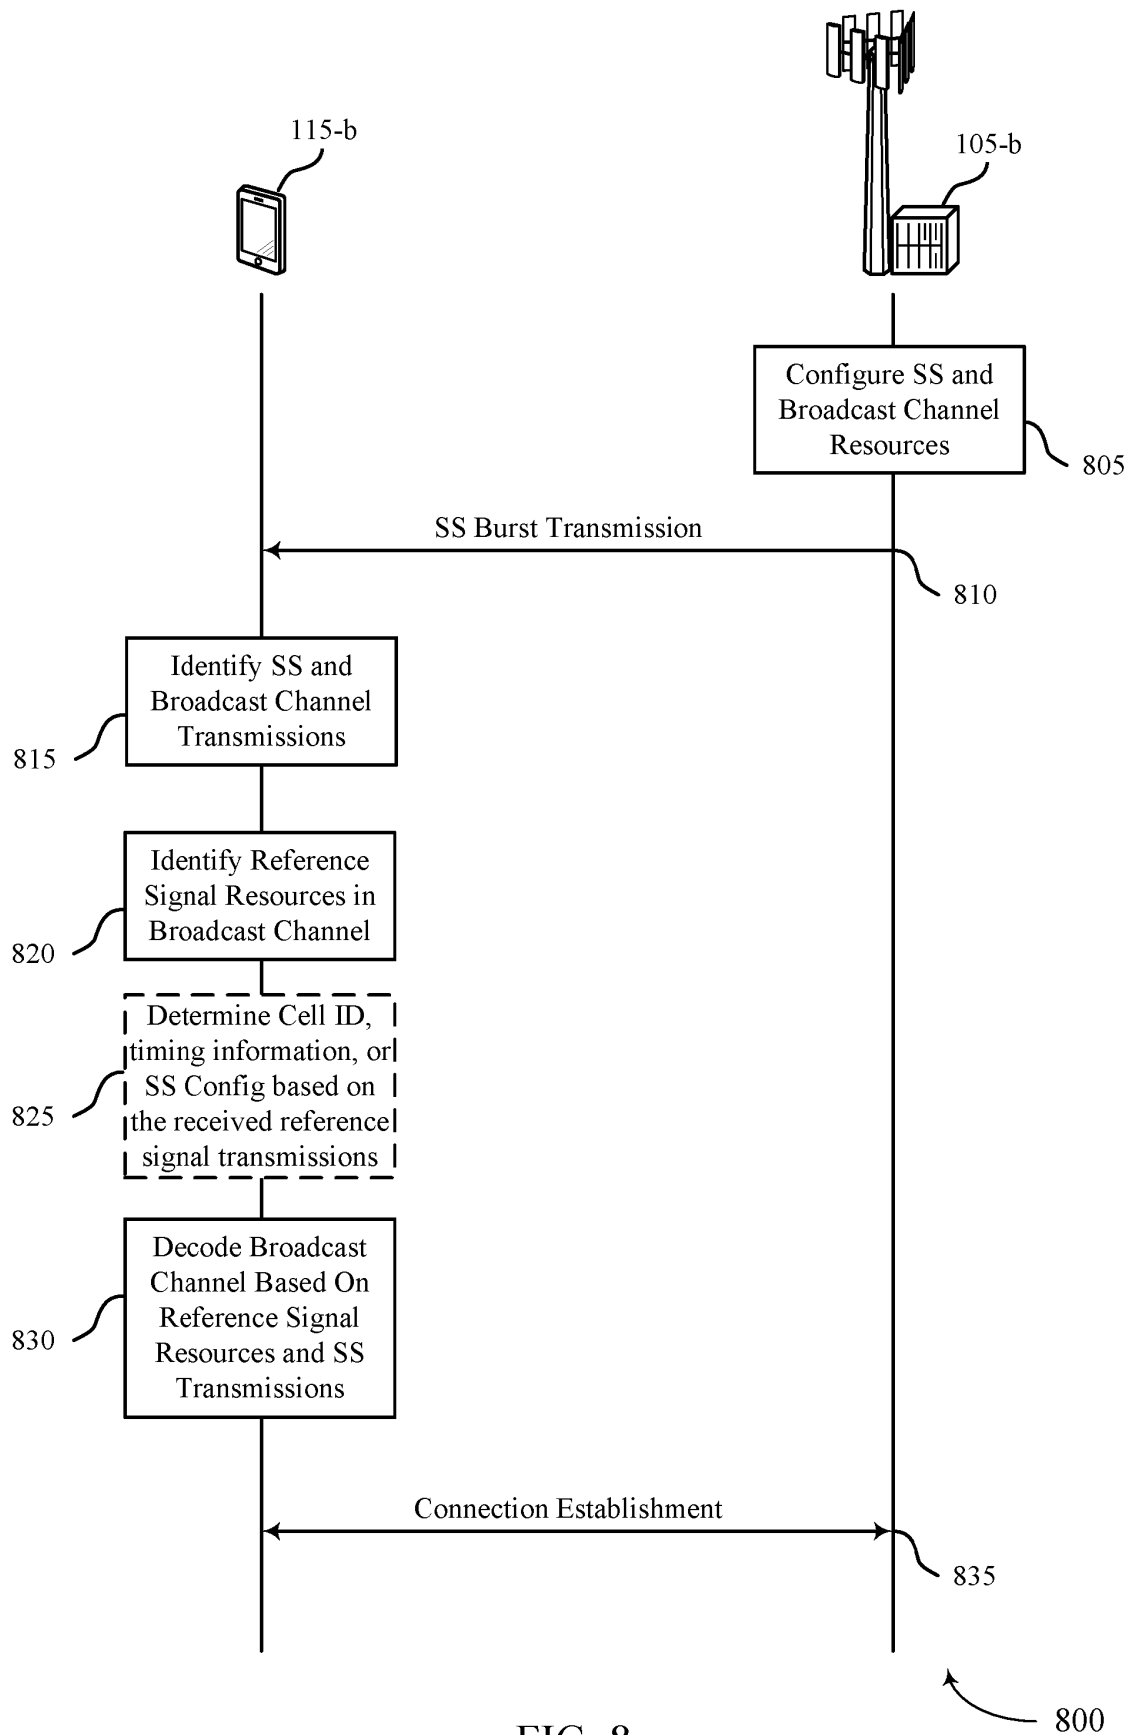 115-b
105-b
Configure SS and
Broadcast Channel
Resources
805
SS Burst Transmission
810
Identify SS and
Broadcast Channel
Transmissions
815
Identify Reference
Signal Resources in
Broadcast Channel
820
Determine Cell ID,
timing information, or
SS Config based on
the received reference
signal transmissions
825
Decode Broadcast
Channel Based On
Reference Signal
Resources and SS
Transmissions
830
Connection Establishment
835
800
FIG. 8